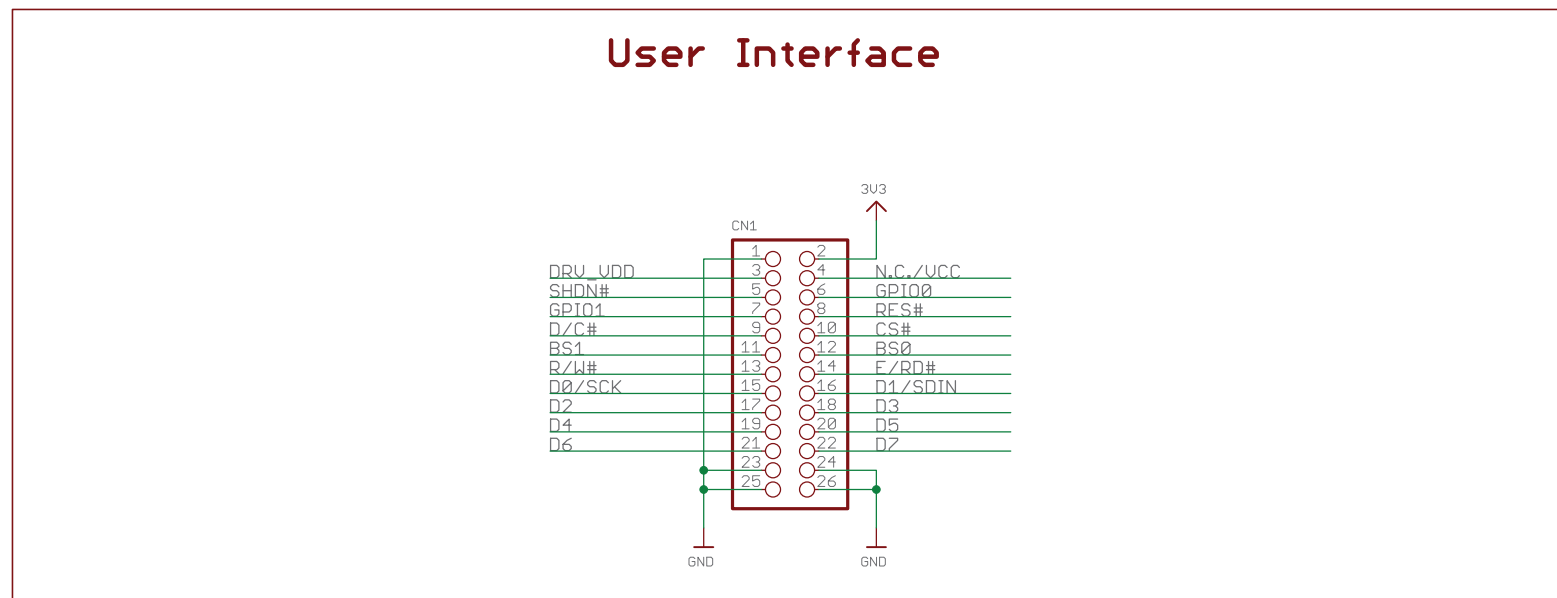 User Interface
3V3
CN1
1 2
DRV_VDD 3 4 N.C./VCC
SHDN# 5 6 GPIO0
GPIO1 7 8 RES#
D/C# 9 10 CS#
BS1 11 12 BS0
R/W# 13 14 E/RD#
D0/SCK 15 16 D1/SDIN
D2 17 18 D3
D4 19 20 D5
D6 21 22 D7
23 24
25 26
GND GND